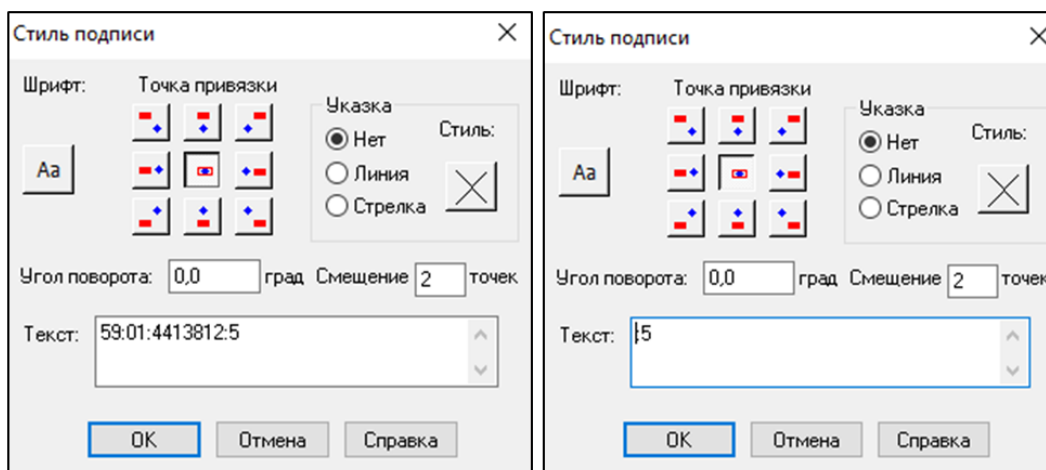 Стиль подписи
Шрифт:
Точка привязки
Указка
Нет
Стиль:
Aa
Линия
Стрелка
Угол поворота: 0,0 град Смещение 2 точек
Текст: 59:01:4413812:5
OK Отмена Справка
Стиль подписи
Шрифт:
Точка привязки
Указка
Нет
Стиль:
Aa
Линия
Стрелка
Угол поворота: 0,0 град Смещение 2 точек
Текст: :5
OK Отмена Справка